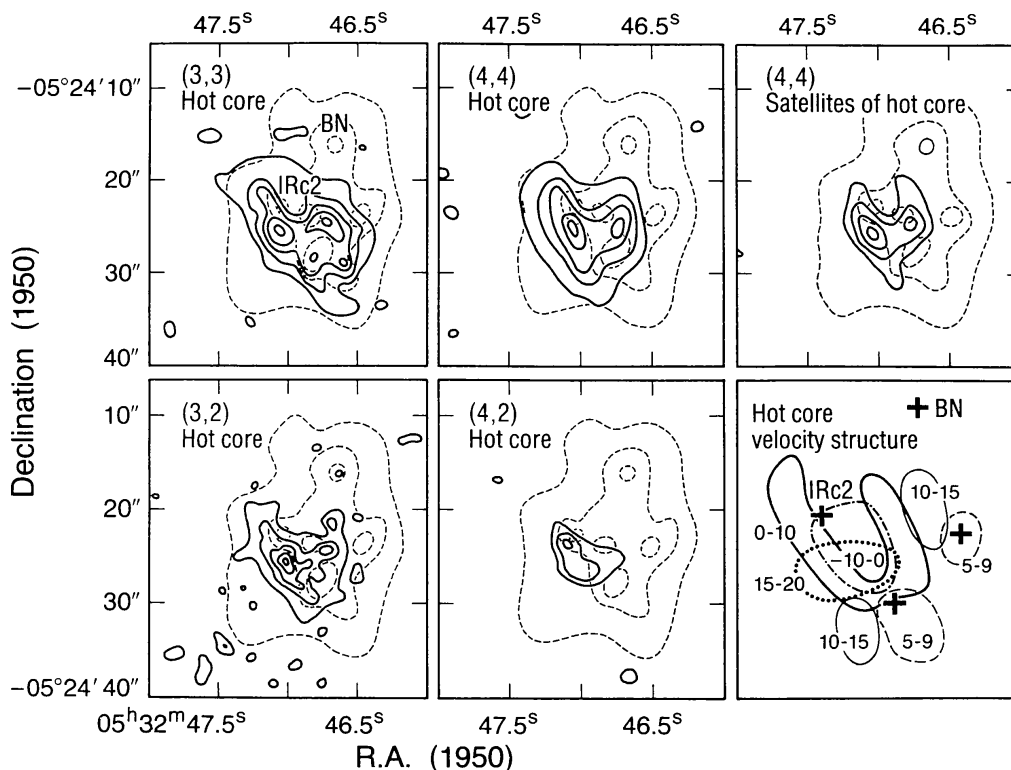 47.5ˢ 46.5ˢ 47.5ˢ 46.5ˢ 47.5ˢ 46.5ˢ
−05°24′10″
20″
30″
40″
(3,3)
Hot core
BN
IRc2
(4,4)
Hot core
(4,4)
Satellites of hot core
10″
20″
30″
−05°24′40″
(3,2)
Hot core
(4,2)
Hot core
Hot core
velocity structure
BN
IRc2
10-15
0-10
−10-0
5-9
15-20
10-15
5-9
Declination (1950)
05ʰ32ᵐ47.5ˢ 46.5ˢ 47.5ˢ 46.5ˢ
R.A. (1950)